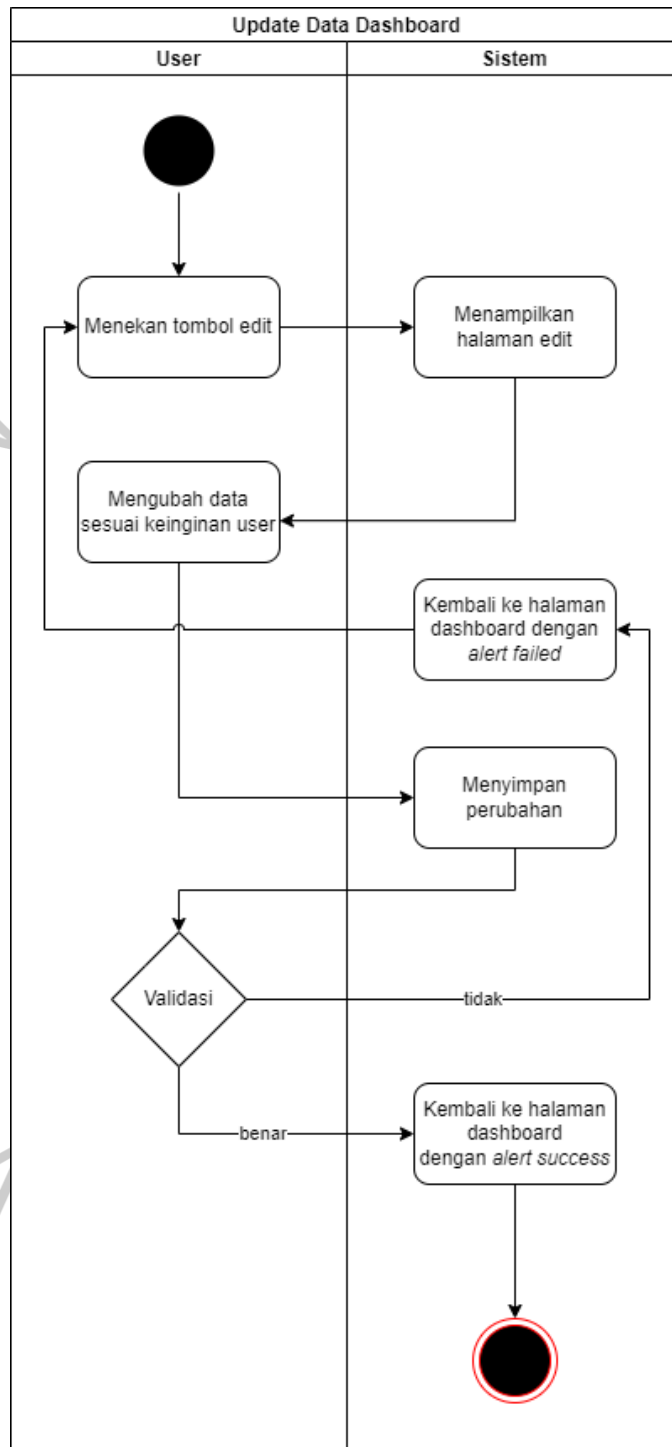 Update Data Dashboard
User
Sistem
Menekan tombol edit
Menampilkan
halaman edit
Mengubah data
sesuai keinginan user
Kembali ke halaman
dashboard dengan
alert failed
Menyimpan
perubahan
Validasi
tidak
benar
Kembali ke halaman
dashboard
dengan alert success